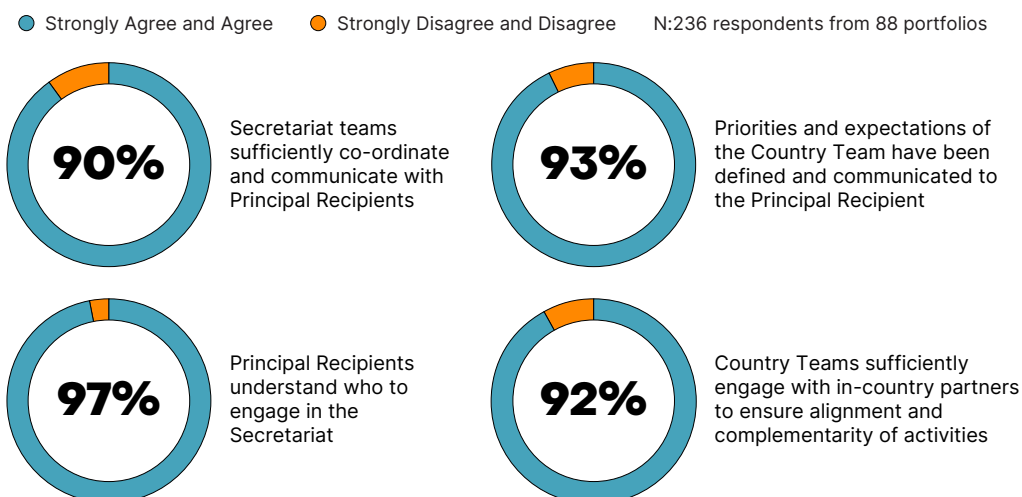 Strongly Agree and Agree
Strongly Disagree and Disagree
N:236 respondents from 88 portfolios
90%
Secretariat teams
sufficiently co-ordinate
and communicate with
Principal Recipients
93%
Priorities and expectations of
the Country Team have been
defined and communicated to
the Principal Recipient
97%
Principal Recipients
understand who to
engage in the
Secretariat
92%
Country Teams sufficiently
engage with in-country partners
to ensure alignment and
complementarity of activities